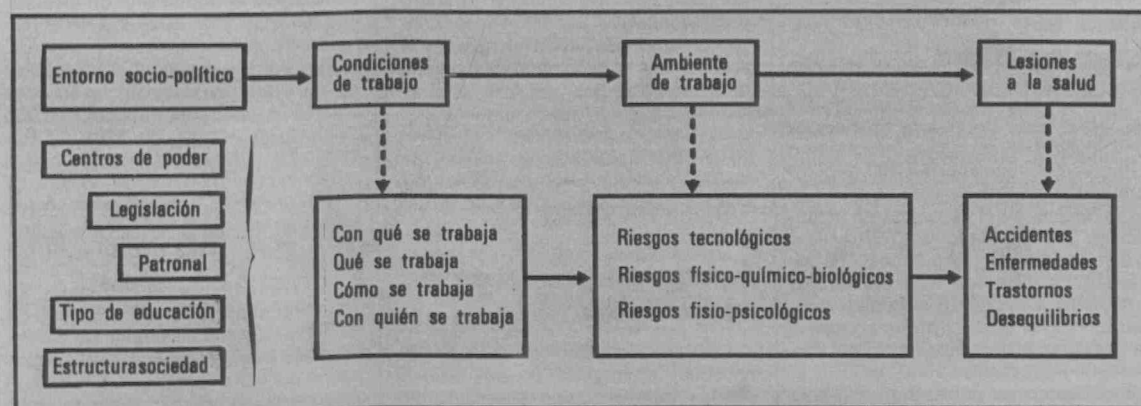 Entorno socio-político
Condiciones
de trabajo
Ambiente
de trabajo
Lesiones
a la salud
Centros de poder
Legislación
Patronal
Tipo de educación
Estructura sociedad
Con qué se trabaja
Qué se trabaja
Cómo se trabaja
Con quién se trabaja
Riesgos tecnológicos
Riesgos físico-químico-biológicos
Riesgos fisio-psicológicos
Accidentes
Enfermedades
Trastornos
Desequilibrios